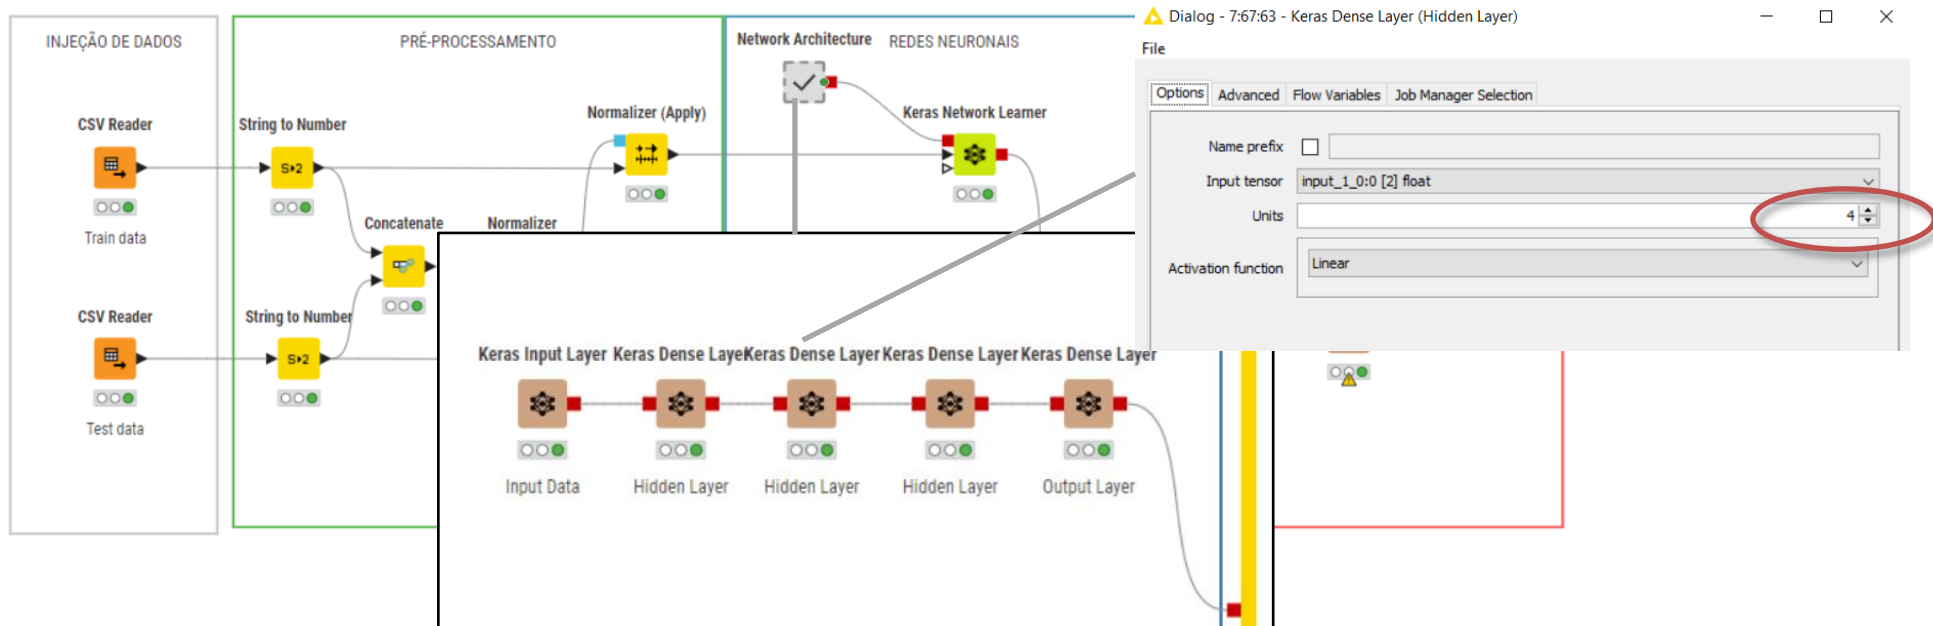 INJEÇÃO DE DADOS
CSV Reader
Train data
CSV Reader
Test data
PRÉ-PROCESSAMENTO
String to Number
S▸2
Concatenate
Normalizer
Normalizer (Apply)
String to Number
S▸2
Network Architecture
REDES NEURONAIS
Keras Network Learner
Keras Input Layer
Input Data
Keras Dense Laye
Hidden Layer
Keras Dense Layer
Hidden Layer
Keras Dense Layer
Hidden Layer
Keras Dense Layer
Output Layer
Dialog - 7:67:63 - Keras Dense Layer (Hidden Layer)
File
Options Advanced Flow Variables Job Manager Selection
Name prefix
Input tensor input_1_0:0 [2] float
Units 4
Activation function Linear